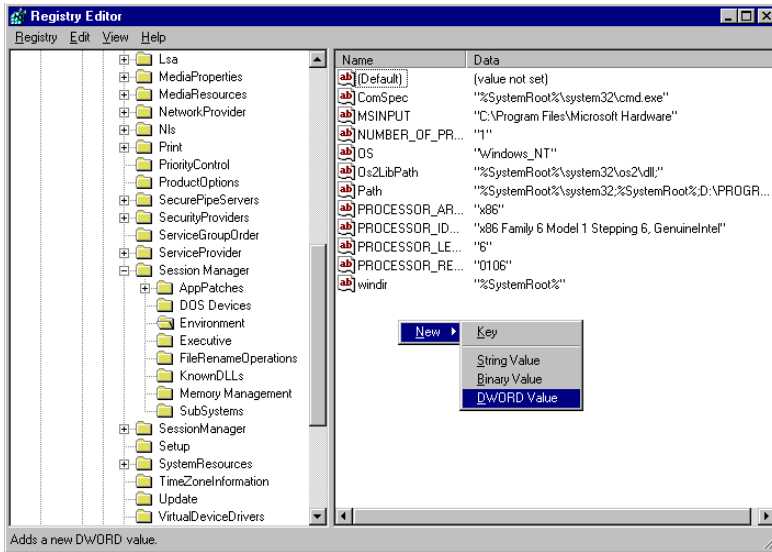 Registry Editor
Registry Edit View Help
Lsa
MediaProperties
MediaResources
NetworkProvider
Nls
Print
PriorityControl
ProductOptions
SecurePipeServers
SecurityProviders
ServiceGroupOrder
ServiceProvider
Session Manager
AppPatches
DOS Devices
Environment
Executive
FileRenameOperations
KnownDLLs
Memory Management
SubSystems
SessionManager
Setup
SystemResources
TimeZoneInformation
Update
VirtualDeviceDrivers
Name Data
(Default) (value not set)
ComSpec "%SystemRoot%\system32\cmd.exe"
MSINPUT "C:\Program Files\Microsoft Hardware"
NUMBER_OF_PR... "1"
OS "Windows_NT"
Os2LibPath "%SystemRoot%\system32\os2\dll;"
Path "%SystemRoot%\system32;%SystemRoot%;D:\PROGR...
PROCESSOR_AR... "x86"
PROCESSOR_ID... "x86 Family 6 Model 1 Stepping 6, GenuineIntel"
PROCESSOR_LE... "6"
PROCESSOR_RE... "0106"
windir "%SystemRoot%"
New
Key
String Value
Binary Value
DWORD Value
Adds a new DWORD value.